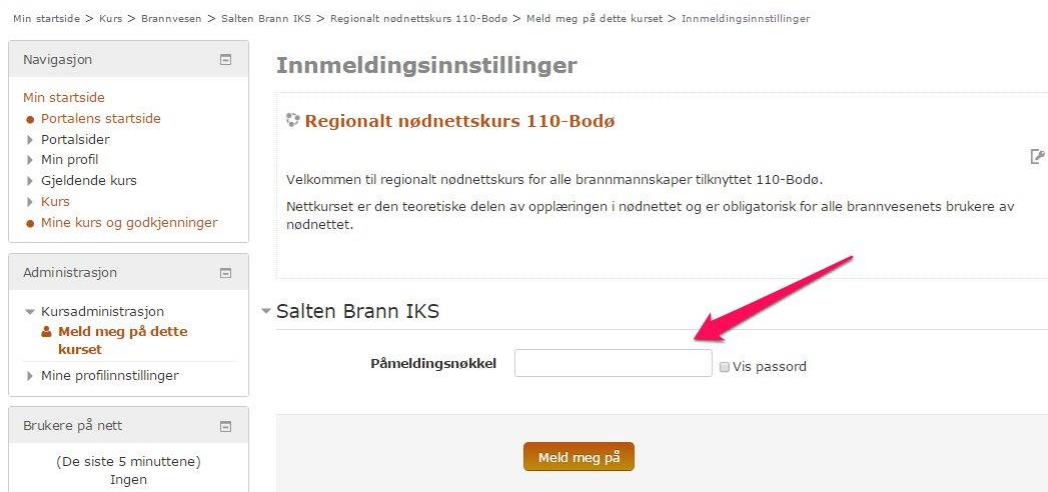 Min startside > Kurs > Brannvesen > Salten Brann IKS > Regionalt nødnettskurs 110-Bodø > Meld meg på dette kurset > Innmeldingsinnstillinger
Navigasjon
Min startside
Portalens startside
Portalsider
Min profil
Gjeldende kurs
Kurs
Mine kurs og godkjenninger
Administrasjon
Kursadministrasjon
Meld meg på dette
kurset
Mine profilinnstillinger
Brukere på nett
(De siste 5 minuttene)
Ingen
Innmeldingsinnstillinger
Regionalt nødnettskurs 110-Bodø
Velkommen til regionalt nødnettskurs for alle brannmannskaper tilknyttet 110-Bodø.
Nettkurset er den teoretiske delen av opplæringen i nødnettet og er obligatorisk for alle brannvesenets brukere av
nødnettet.
Salten Brann IKS
Påmeldingsnøkkel
Vis passord
Meld meg på